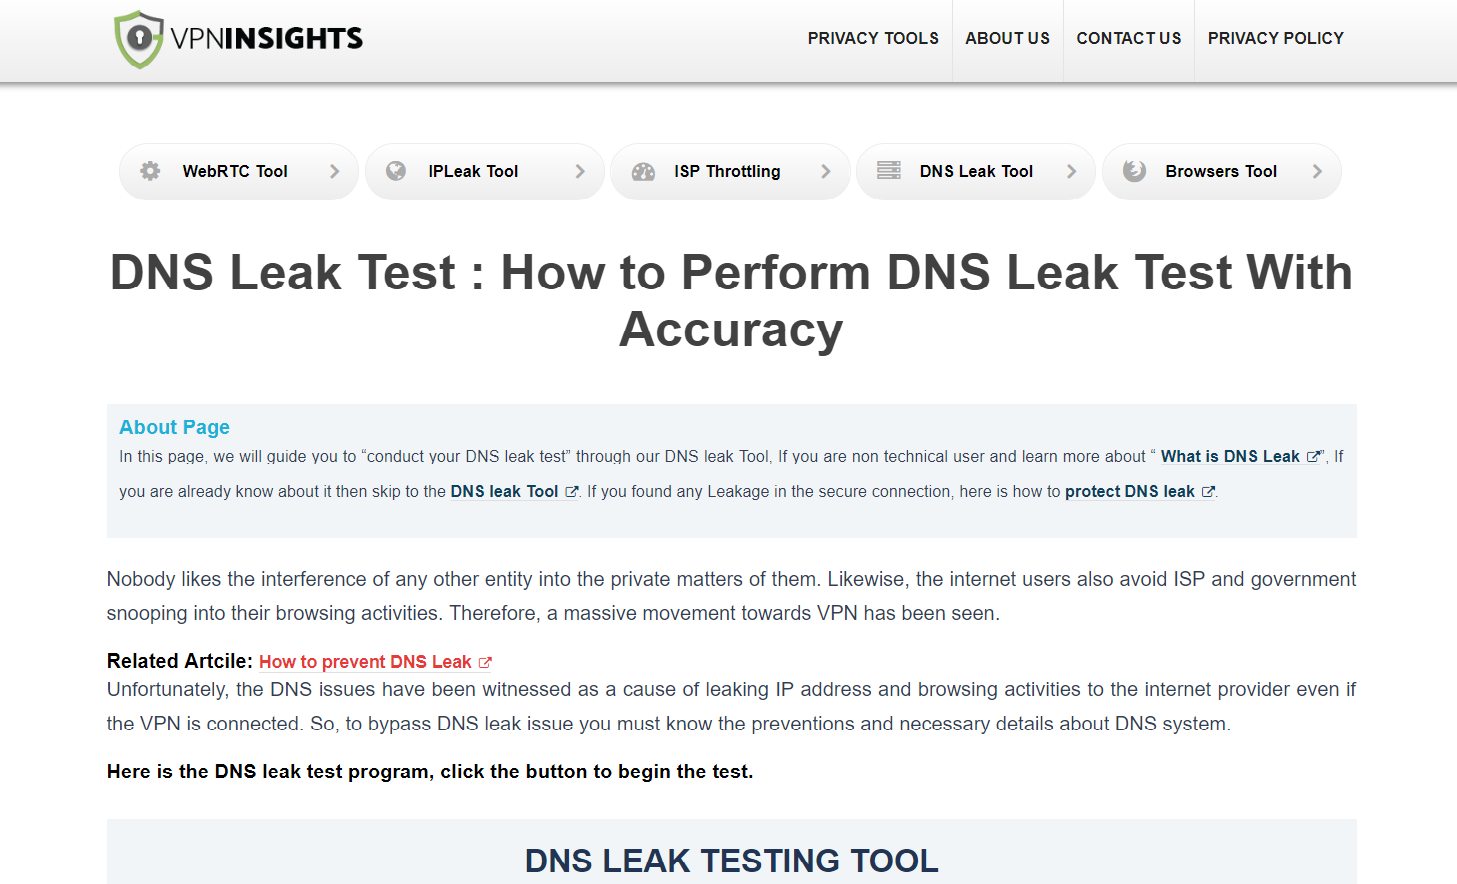 VPNINSIGHTS
PRIVACY TOOLS ABOUT US CONTACT US PRIVACY POLICY
WebRTC Tool IPLeak Tool ISP Throttling DNS Leak Tool Browsers Tool
DNS Leak Test : How to Perform DNS Leak Test With
Accuracy
About Page
In this page, we will guide you to “conduct your DNS leak test” through our DNS leak Tool, If you are non technical user and learn more about “ What is DNS Leak ”, If
you are already know about it then skip to the DNS leak Tool . If you found any Leakage in the secure connection, here is how to protect DNS leak .
Nobody likes the interference of any other entity into the private matters of them. Likewise, the internet users also avoid ISP and government
snooping into their browsing activities. Therefore, a massive movement towards VPN has been seen.
Related Artcile: How to prevent DNS Leak
Unfortunately, the DNS issues have been witnessed as a cause of leaking IP address and browsing activities to the internet provider even if
the VPN is connected. So, to bypass DNS leak issue you must know the preventions and necessary details about DNS system.
Here is the DNS leak test program, click the button to begin the test.
DNS LEAK TESTING TOOL